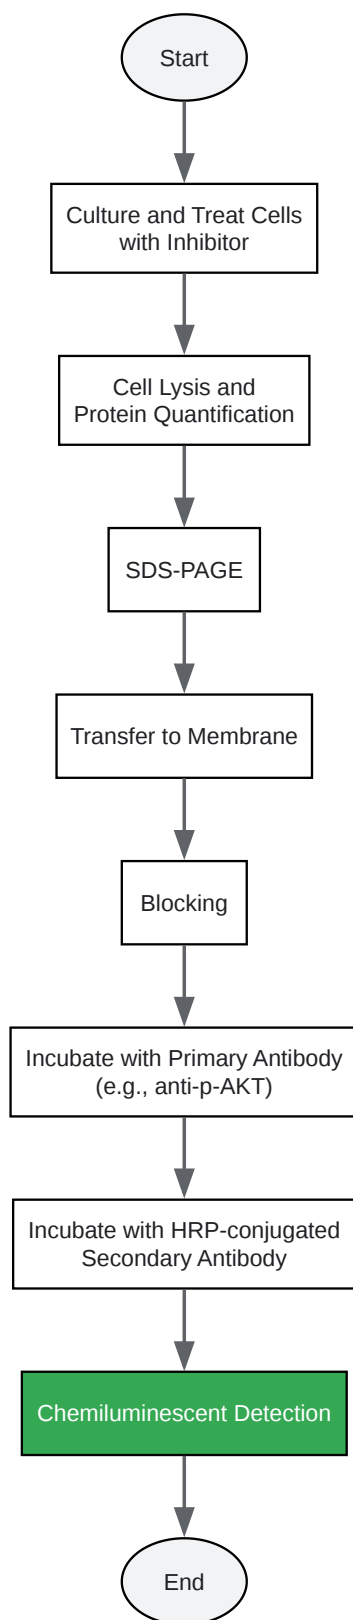 Start
Culture and Treat Cells
with Inhibitor
Cell Lysis and
Protein Quantification
SDS-PAGE
Transfer to Membrane
Blocking
Incubate with Primary Antibody
(e.g., anti-p-AKT)
Incubate with HRP-conjugated
Secondary Antibody
Chemiluminescent Detection
End